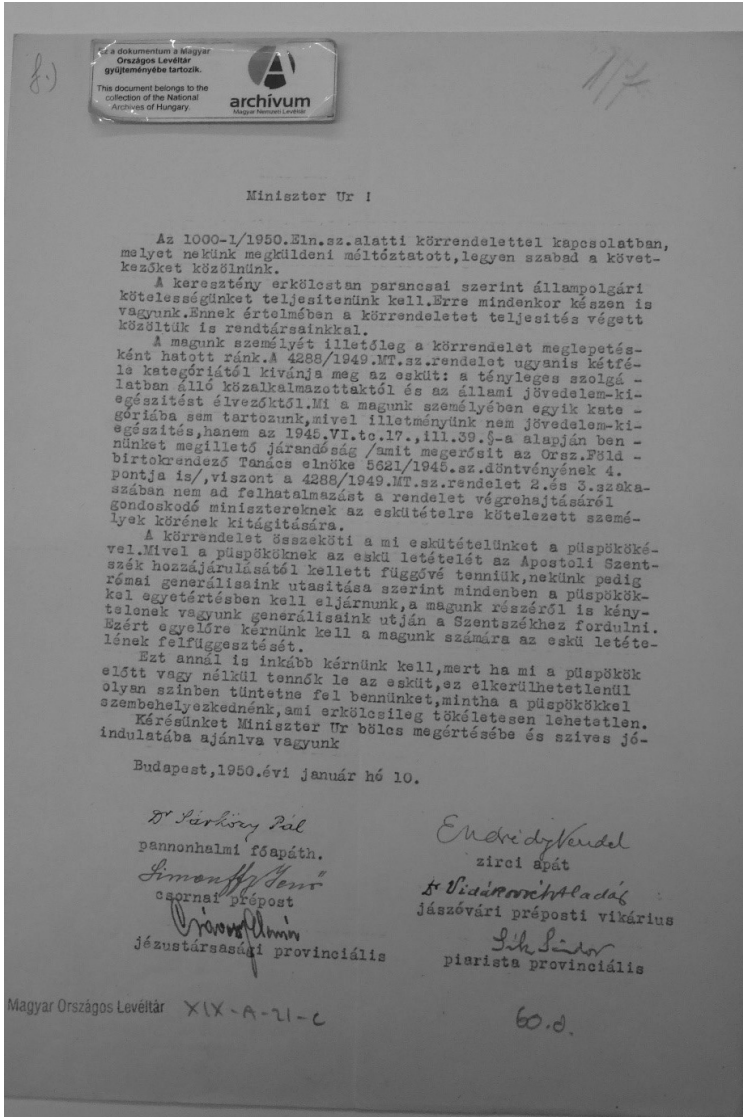 f.)
Ez a dokumentum a Magyar
Országos Levéltár
gyűjteményébe tartozik.
This document belongs to the
collection of the National
Archives of Hungary.
archívum
Magyar Nemzeti Levéltár
Miniszter Ur !
Az 1000-1/1950.Eln.sz.alatti körrendelettel kapcsolatban,
melyet nekünk megküldeni méltóztatott,legyen szabad a követ-
kezőket közölnünk.
A keresztény erkölcstan parancsai szerint állampolgári
kötelességünket teljesitenünk kell.Erre mindenkor készen is
vagyunk.Ennek értelmében a körrendeletet teljesités végett
közöltük is rendtársainkkal.
A magunk személyét illetőleg a körrendelet meglepetés-
ként hatott ránk.A 4288/1949.MT.sz.rendelet ugyanis kétfé-
le kategóriától kivánja meg az esküt: a tényleges szolgá -
latban álló közalkalmazottaktól és az állami jövedelem-ki-
egészitést élvezőktől.Mi a magunk személyében egyik kate -
góriába sem tartozunk,mivel illetményünk nem jövedelem-ki-
egészités,hanem az 1945.VI.tc.17.,ill.39.§-a alapján ben -
nünket megillető járandóság /amit megerősit az Orsz.Föld -
birtokrendező Tanács elnöke 5621/1945.sz.döntvényének 4.
pontja is/,viszont a 4288/1949.MT.sz.rendelet 2.és 3.szaka-
szában nem ad felhatalmazást a rendelet végrehajtásáról
gondoskodó minisztereknek az eskütételre kötelezett szemé-
lyek körének kitágitására.
A körrendelet összeköti a mi eskütételünket a püspököké-
vel.Mivel a püspököknek az eskü letételét az Apostoli Szent-
szék hozzájárulásától kellett függővé tenniük,nekünk pedig
római generálisaink utasitása szerint mindenben a püspökök-
kel egyetértésben kell eljárnunk,a magunk részéről is kény-
telenek vagyunk generálisaink utján a Szentszékhez fordulni.
Ezért egyelőre kérnünk kell a magunk számára az eskü letéte-
lének felfüggesztését.
Ezt annál is inkább kérnünk kell,mert ha mi a püspökök
előtt vagy nélkül tennők le az esküt,ez elkerülhetetlenül
olyan szinben tüntetne fel bennünket,mintha a püspökökkel
szembehelyezkednénk,ami erkölcsileg tökéletesen lehetetlen.
Kérésünket Miniszter Ur bölcs megértésébe és szives jó-
indulatába ajánlva vagyunk
Budapest,1950.évi január hó 10.
Dr Sárközy Pál
pannonhalmi főapáth.
Endrédy Vendel
zirci apát
Simonffy Jenő
csornai prépost
Dr Vidákovich Aladár
jászóvári préposti vikárius
jézustársasági provinciális
Sík Sándor
piarista provinciális
Magyar Országos Levéltár XIX-A-21-c
60.d.